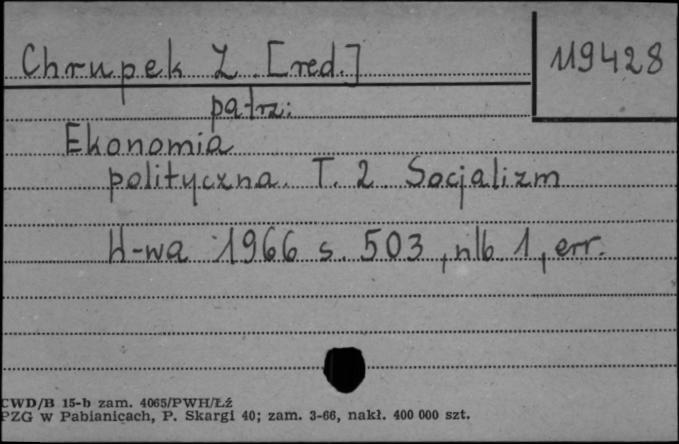 Chrupek Z. [red.]
119428
patrz:
Ekonomia
polityczna. T. 2. Socjalizm
W-wa 1966 s. 503, nlb. 1, err.
CWD/B 15-b zam. 4065/PWH/Łź
PZG w Pabianicach, P. Skargi 40; zam. 3-66, nakł. 400 000 szt.